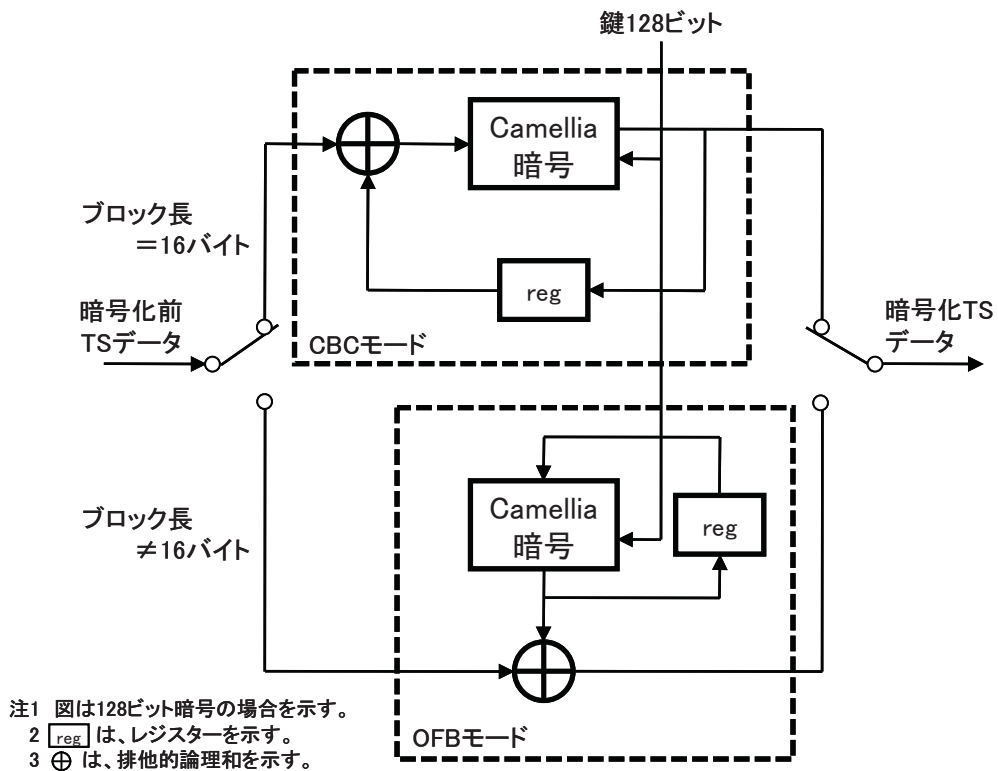 鍵128ビット
Camellia
暗号
ブロック長
＝16バイト
reg
暗号化前
TSデータ
暗号化TS
データ
CBCモード
Camellia
暗号
reg
ブロック長
≠16バイト
OFBモード
注1 図は128ビット暗号の場合を示す。
2 reg は、レジスターを示す。
3 ⊕ は、排他的論理和を示す。